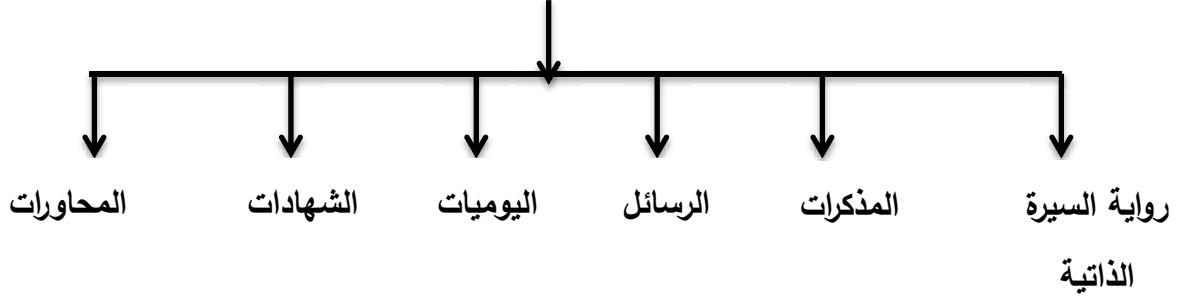 رواية السيرة الذاتية
المذكرات
الرسائل
اليوميات
الشهادات
المحاورات